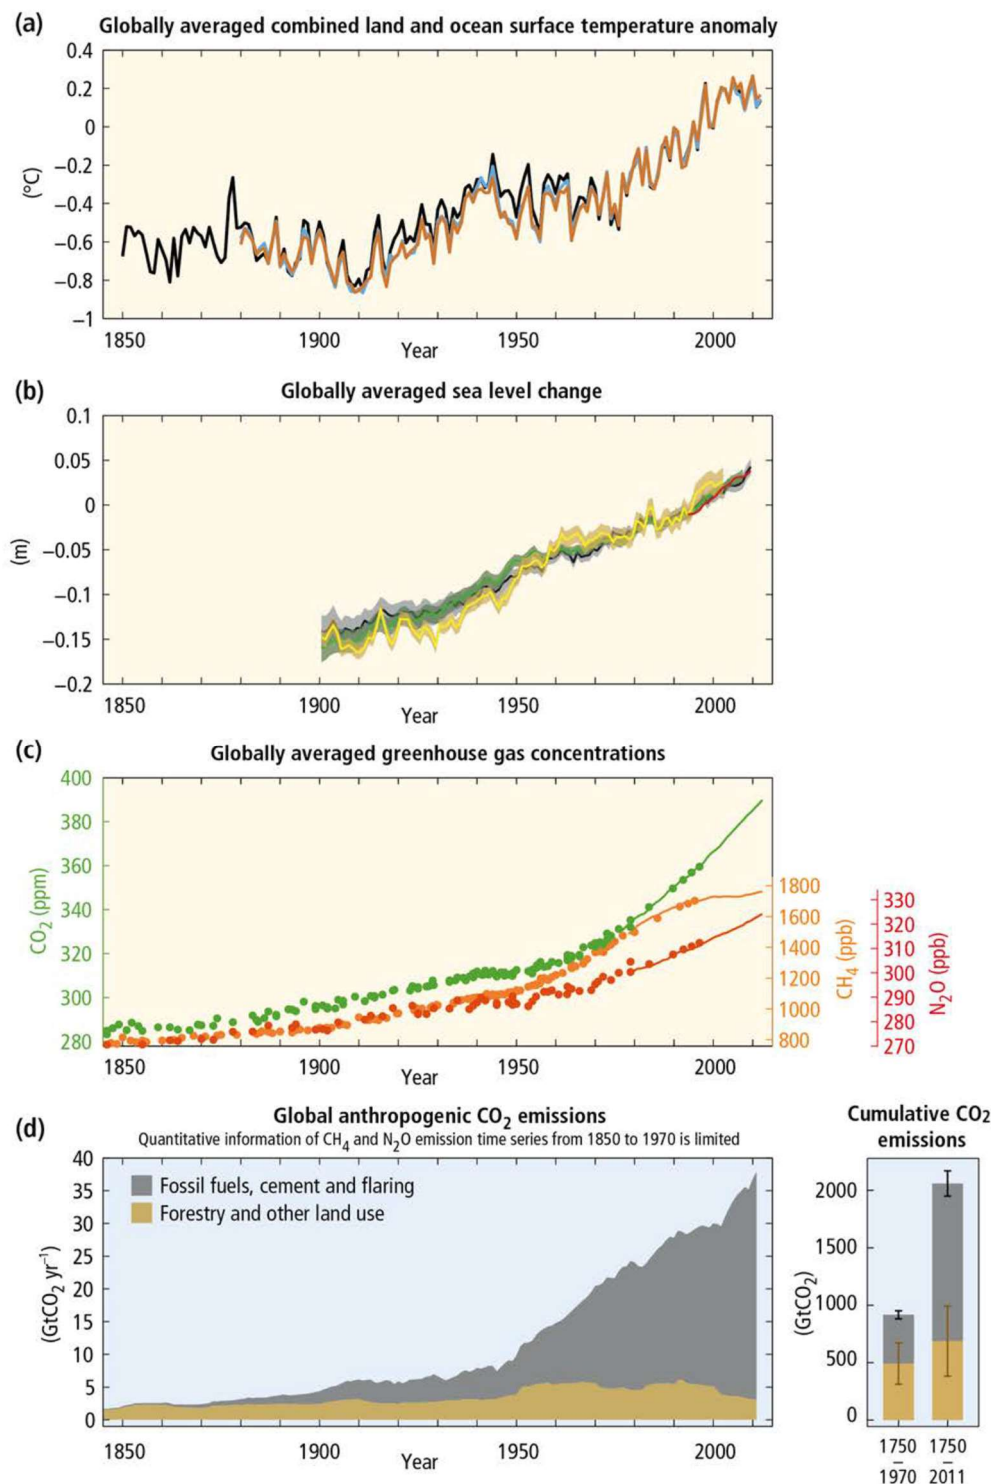 (a)
Globally averaged combined land and ocean surface temperature anomaly
0.4
0.2
0
−0.2
−0.4
−0.6
−0.8
−1
(°C)
1850
1900
1950
2000
Year
(b)
Globally averaged sea level change
0.1
0.05
0
−0.05
−0.1
−0.15
−0.2
(m)
1850
1900
1950
2000
Year
(c)
Globally averaged greenhouse gas concentrations
400
380
360
340
320
300
280
CO2 (ppm)
1800
1600
1400
1200
1000
800
CH4 (ppb)
330
320
310
300
290
280
270
N2O (ppb)
1850
1900
1950
2000
Year
(d)
Global anthropogenic CO2 emissions
Quantitative information of CH4 and N2O emission time series from 1850 to 1970 is limited
40
35
30
25
20
15
10
5
0
(GtCO2 yr−1)
Fossil fuels, cement and flaring
Forestry and other land use
1850
1900
1950
2000
Year
Cumulative CO2
emissions
2000
1500
1000
500
0
(GtCO2)
1750 1750
– –
1970 2011